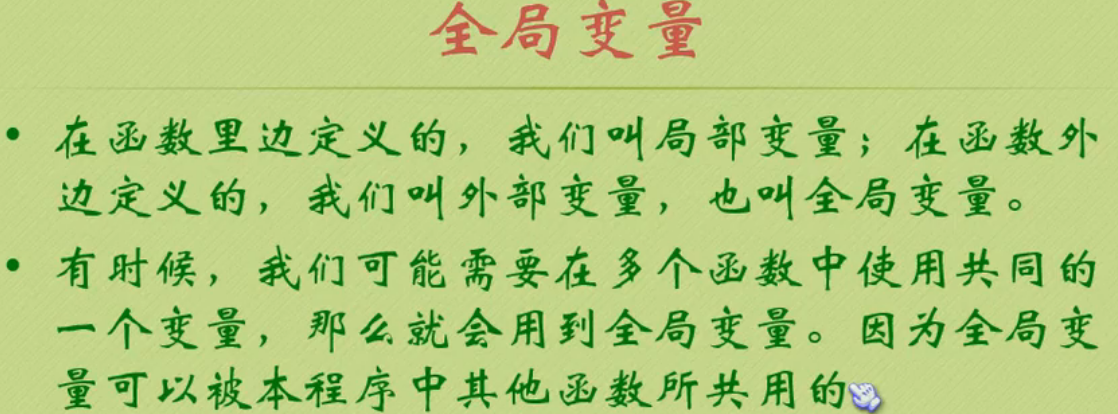 全局变量
• 在函数里边定义的，我们叫局部变量；在函数外
边定义的，我们叫外部变量，也叫全局变量。
• 有时候，我们可能需要在多个函数中使用共同的
一个变量，那么就会用到全局变量。因为全局变
量可以被本程序中其他函数所共用的